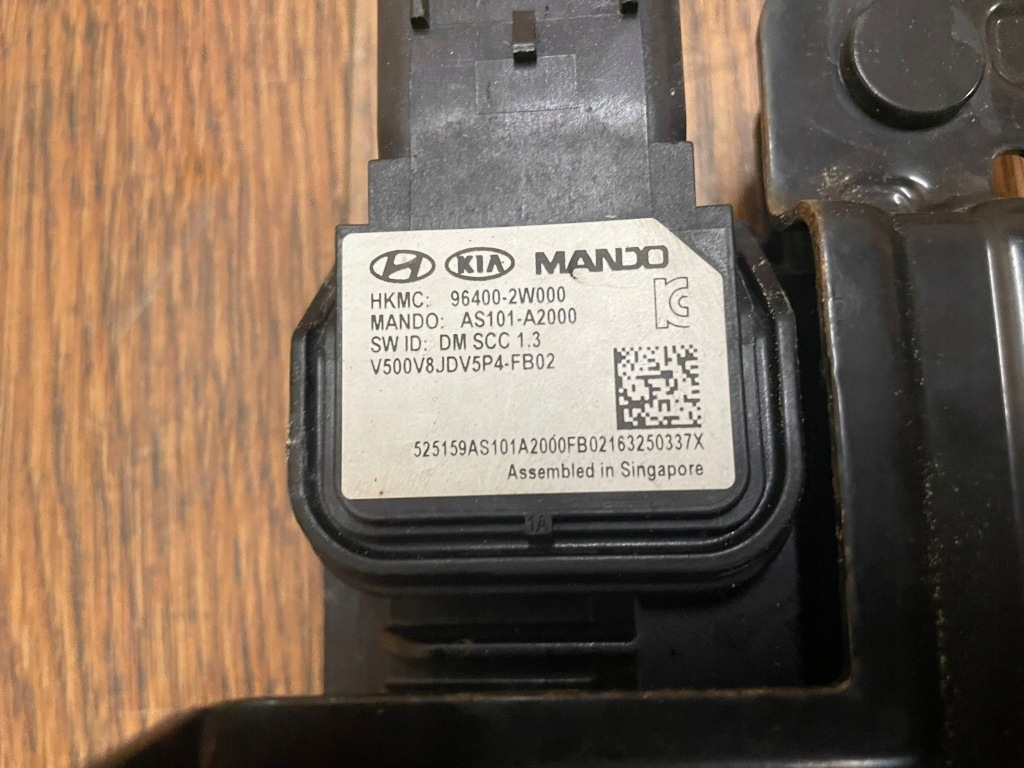 KIA MANDO
HKMC: 96400-2W000
MANDO: AS101-A2000
SW ID: DM SCC 1.3
V500V8JDV5P4-FB02
525159AS101A2000FB02163250337X
Assembled in Singapore
1A